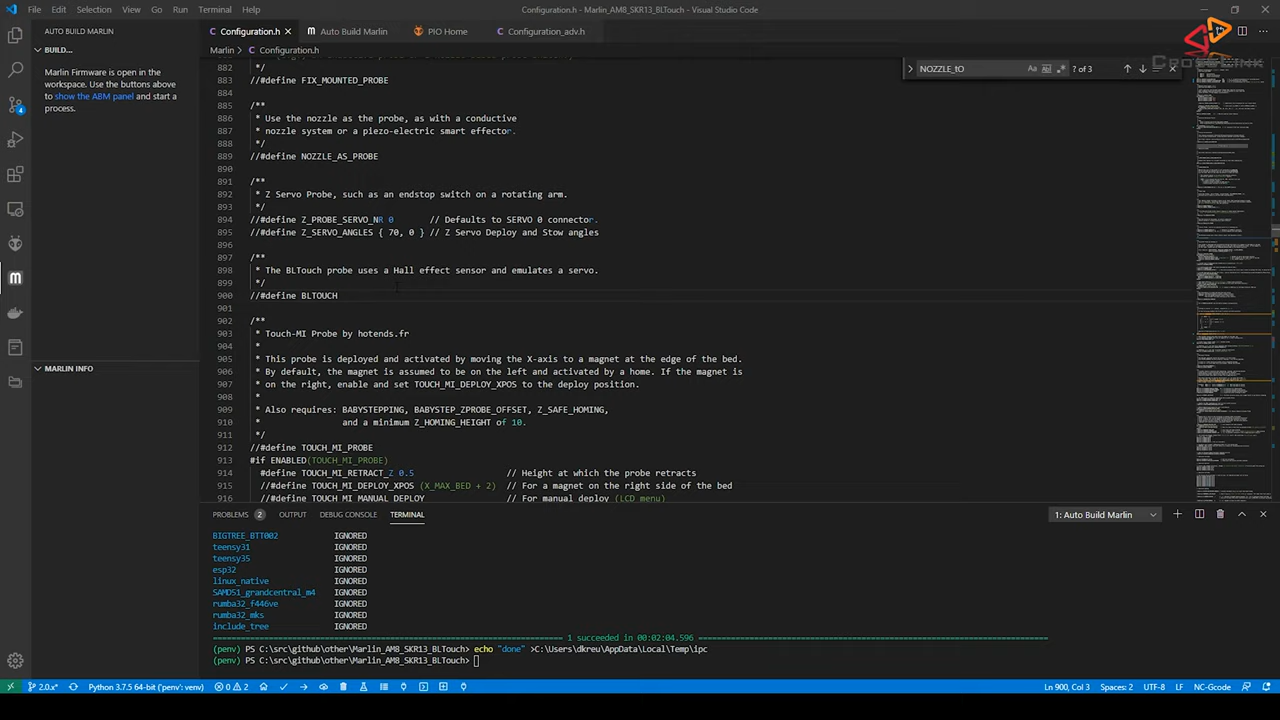 File Edit Selection View Go Run Terminal Help
Configuration.h - Marlin_AM8_SKR13_BLTouch - Visual Studio Code
AUTO BUILD MARLIN
Configuration.h Auto Build Marlin PIO Home Configuration_adv.h
BUILD...
Marlin > Configuration.h
Marlin Firmware is open in the
workspace. Use the buttons above
to show the ABM panel and start a
process.
4
NOZZLE_tO Aa ? of 3
882 */
883 //#define FIX_MOUNTED_PROBE
884
885 /**
886 * Use the nozzle as the probe, as with a conductive
887 * nozzle system or a piezo-electric smart effector.
888 */
889 //#define NOZZLE_AS_PROBE
890
891 /**
892 * Z Servo Probe, such as an endstop switch on a rotating arm.
893 */
894 //#define Z_PROBE_SERVO_NR 0 // Defaults to SERVO 0 connector.
895 //#define Z_SERVO_ANGLES { 70, 0 } // Z Servo Deploy and Stow angles
896
897 /**
898 * The BLTouch probe uses a Hall effect sensor and emulates a servo.
899 */
900 //#define BLTOUCH
901
902 /**
903 * Touch-MI Probe by hotends.fr
904 *
905 * This probe is deployed and activated by moving the X-axis to a magnet at the edge of the bed.
906 * By default, the magnet is assumed to be on the left and activated by a home. If the magnet is
907 * on the right, enable and set TOUCH_MI_DEPLOY_XPOS to the deploy position.
908 *
909 * Also requires: BABYSTEPPING, BABYSTEP_ZPROBE_OFFSET, Z_SAFE_HOMING,
910 * and a minimum Z_HOMING_HEIGHT of 10.
911 */
912 //#define TOUCH_MI_PROBE
913 #if ENABLED(TOUCH_MI_PROBE)
914 #define TOUCH_MI_RETRACT_Z 0.5 // Height at which the probe retracts
915 //#define TOUCH_MI_DEPLOY_XPOS (X_MAX_BED + 2) // For a magnet on the right side of the bed
916 //#define TOUCH_MI_MANUAL_DEPLOY // For manual deploy (LCD menu)
MARLIN INFO
PROBLEMS 2 OUTPUT DEBUG CONSOLE TERMINAL
1: Auto Build Marlin
BIGTREE_BTT002 IGNORED
teensy31 IGNORED
teensy35 IGNORED
esp32 IGNORED
linux_native IGNORED
SAMD51_grandcentral_m4 IGNORED
rumba32_f446ve IGNORED
rumba32_mks IGNORED
include_tree IGNORED
1 succeeded in 00:02:04.596
(penv) PS C:\src\github\other\Marlin_AM8_SKR13_BLTouch> echo "done" >C:\Users\dkreu\AppData\Local\Temp\ipc
(penv) PS C:\src\github\other\Marlin_AM8_SKR13_BLTouch>
2.0.x* Python 3.7.5 64-bit ('penv': venv) 0 2
Ln 900, Col 3 Spaces: 2 UTF-8 LF NC-Gcode